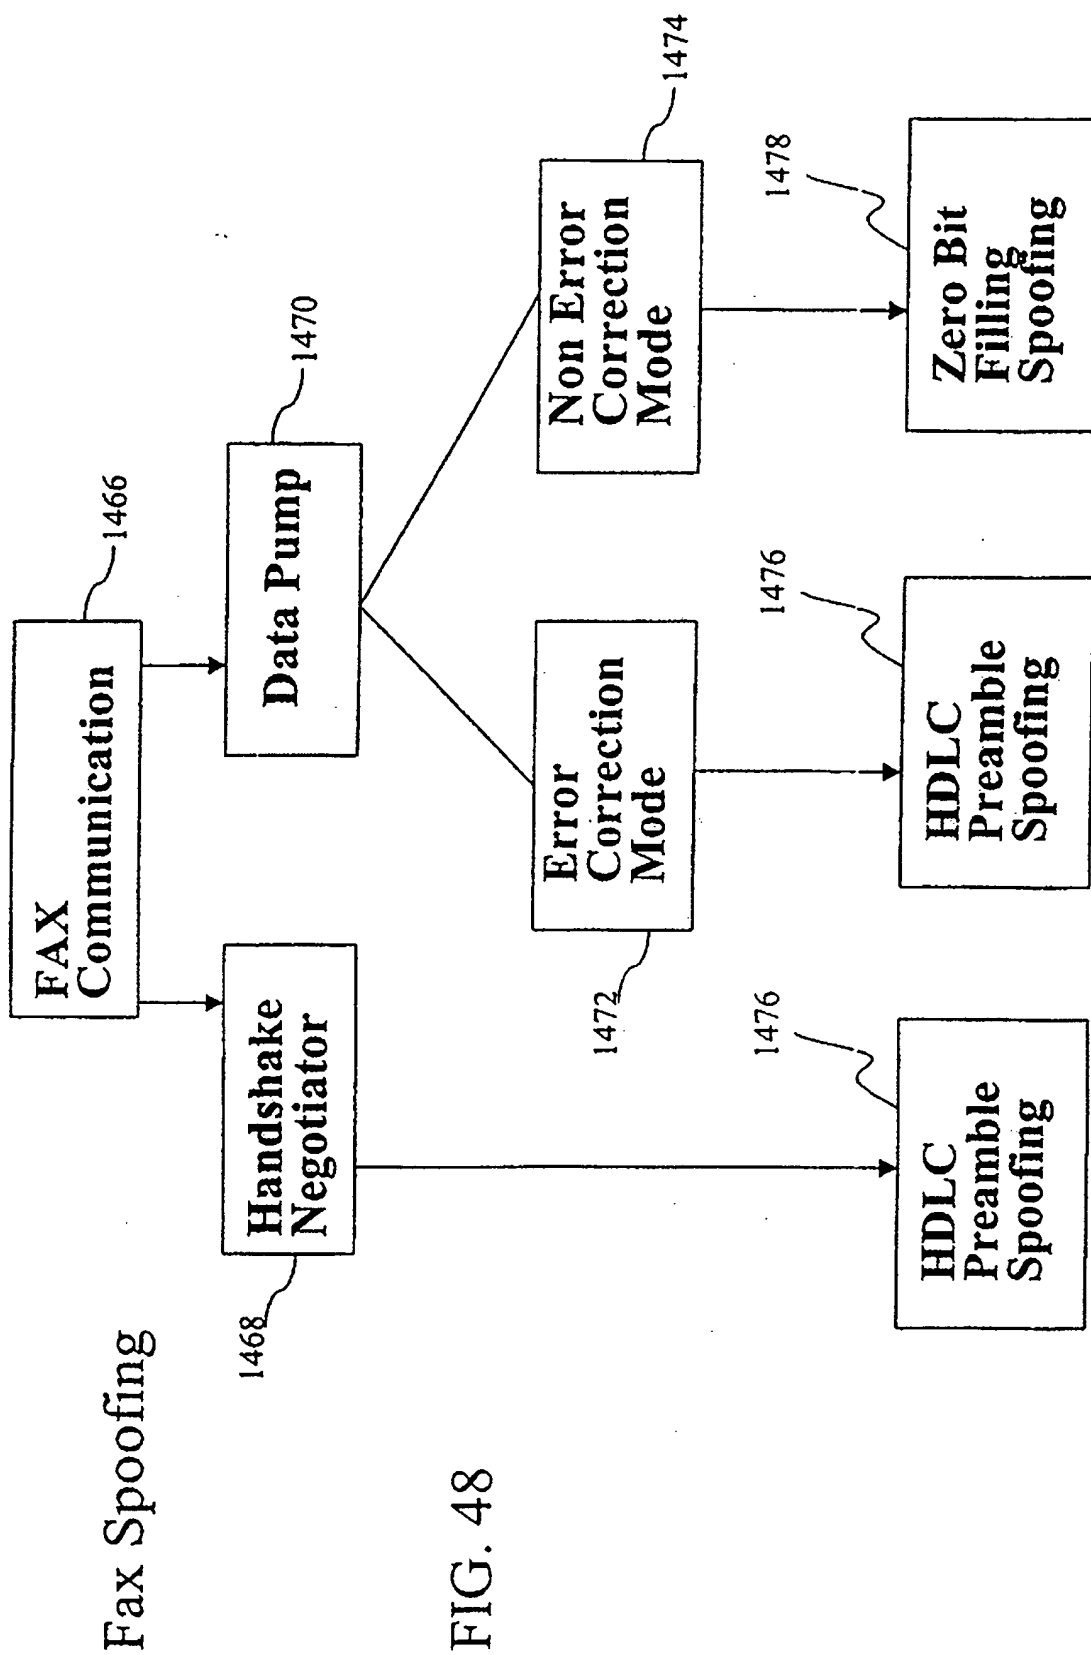 Fax Spoofing
FAX
Communication
1466
Handshake
Negotiator
1468
Data Pump
1470
Error
Correction
Mode
1472
Non Error
Correction
Mode
1474
HDLC
Preamble
Spoofing
1476
HDLC
Preamble
Spoofing
1476
Zero Bit
Filling
Spoofing
1478
FIG. 48